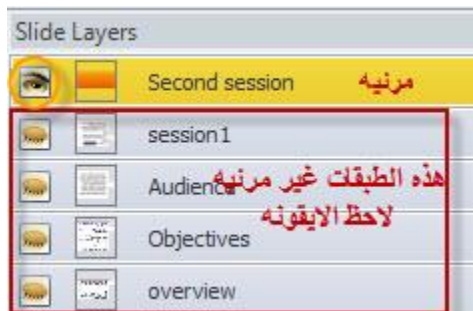 Slide Layers
Second session
مرئيه
session1
Audience
هذه الطبقات غير مرئيه
لاحظ الايقونه
Objectives
overview